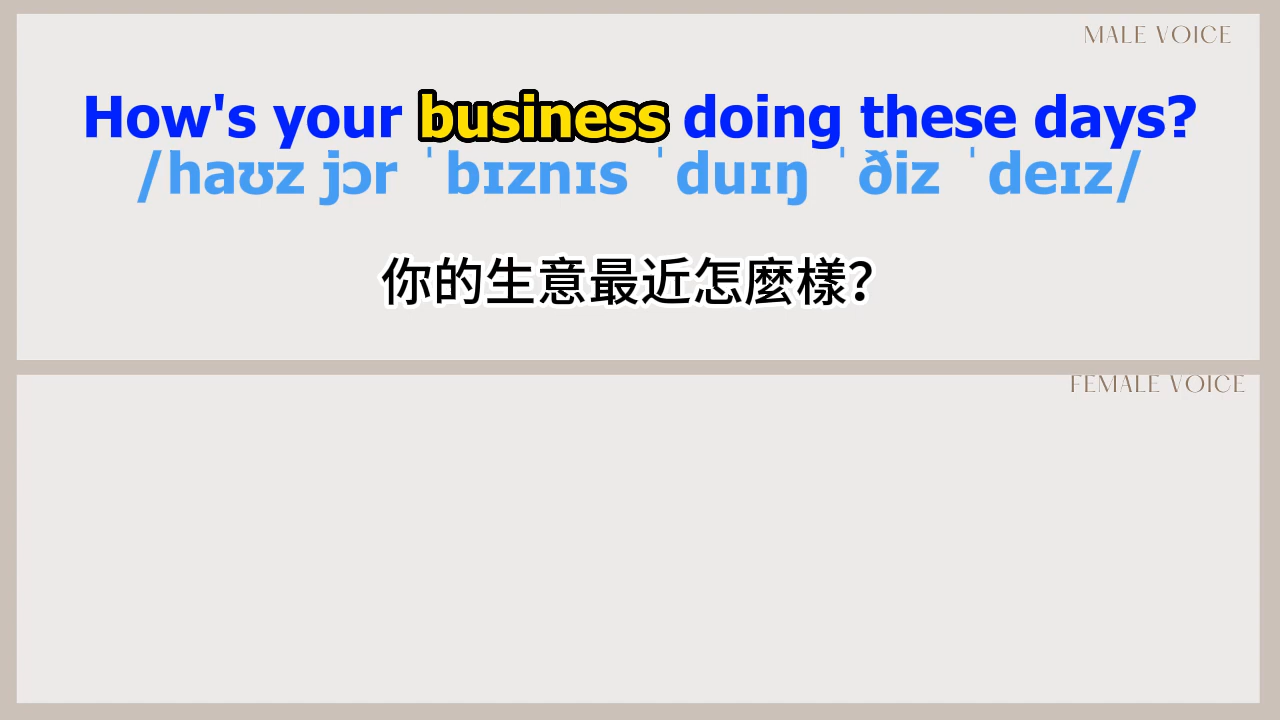 MALE VOICE
How's your business doing these days?
/haʊz jɔr ˈbɪznɪs ˈduɪŋ ˈðiz ˈdeɪz/
你的生意最近怎麼樣?
FEMALE VOICE